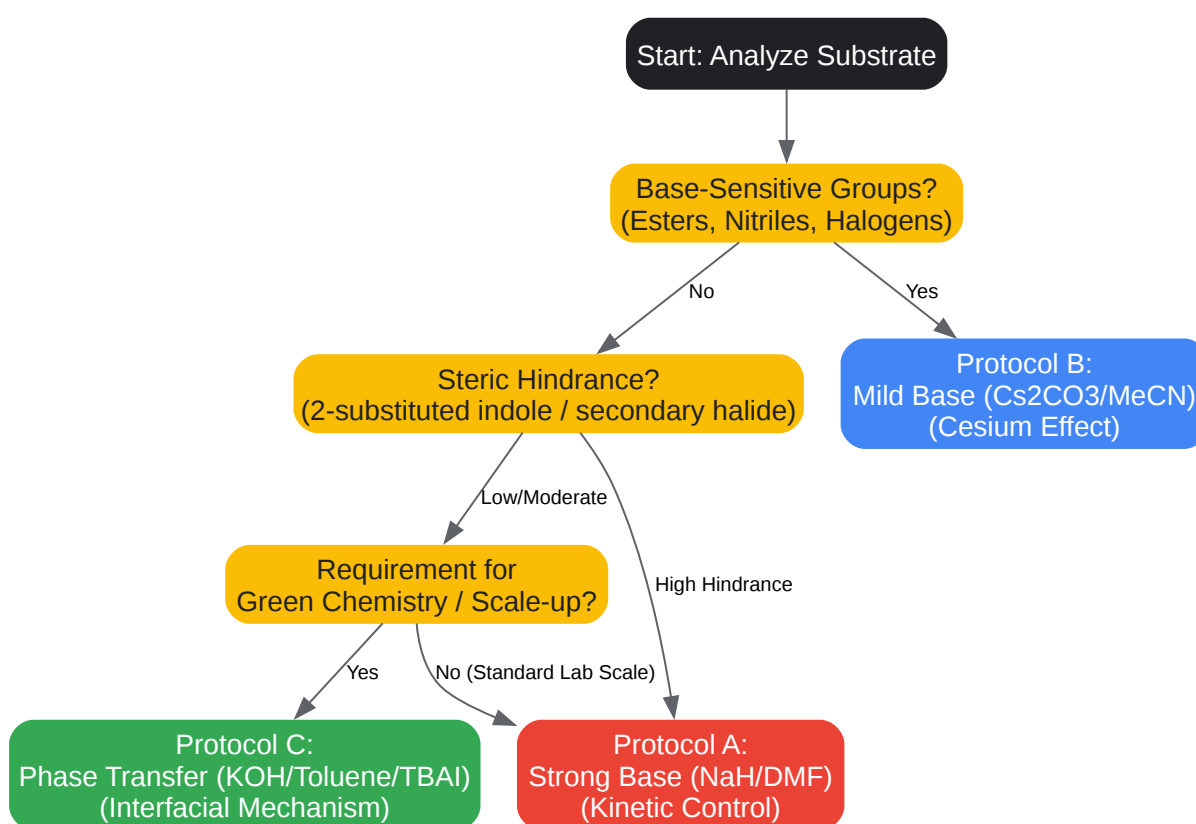 Start: Analyze Substrate
Base-Sensitive Groups?
(Esters, Nitriles, Halogens)
No
Yes
Steric Hindrance?
(2-substituted indole / secondary halide)
Protocol B:
Mild Base (Cs2CO3/MeCN)
(Cesium Effect)
Low/Moderate
High Hindrance
Requirement for
Green Chemistry / Scale-up?
Yes
No (Standard Lab Scale)
Protocol C:
Phase Transfer (KOH/Toluene/TBAI)
(Interfacial Mechanism)
Protocol A:
Strong Base (NaH/DMF)
(Kinetic Control)